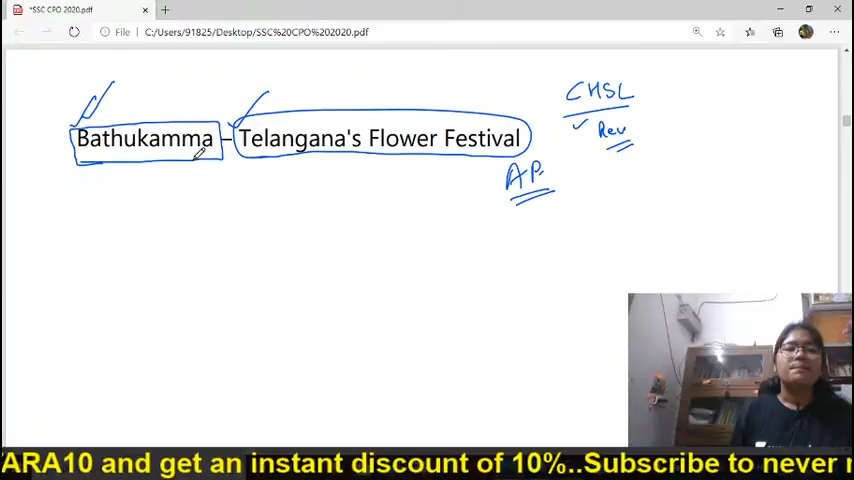 *SSC CPO 2020.pdf
File
C:/Users/91825/Desktop/SSC%20CPO%202020.pdf
CHSL
Rev
Bathukamma – Telangana's Flower Festival
AP
ARA10 and get an instant discount of 10%..Subscribe to never